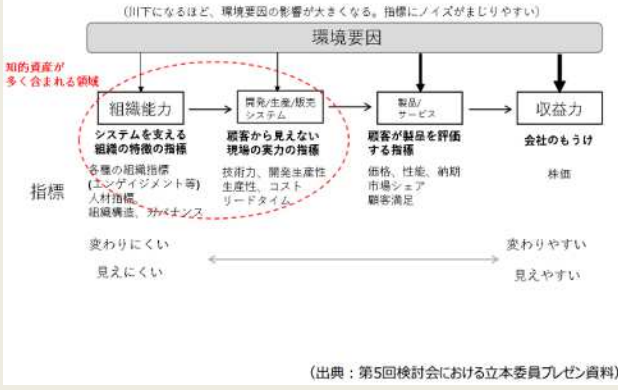 (川下になるほど、環境要因の影響が大きくなる。指標にノイズがまじりやすい)
環境要因
知的資産が
多く含まれる領域
組織能力
開発/生産/販売
システム
製品/
サービス
収益力
システムを支える
組織の特徴の指標
顧客から見えない
現場の実力の指標
顧客が製品を評価
する指標
会社のもうけ
指標
各種の組織指標
(エンゲイジメント等)
人材指標、
組織構造、ガバナンス
技術力、開発生産性
生産性、コスト
リードタイム
価格、性能、納期
市場シェア
顧客満足
株価
変わりにくい
見えにくい
変わりやすい
見えやすい
(出典:第5回検討会における立本委員プレゼン資料)